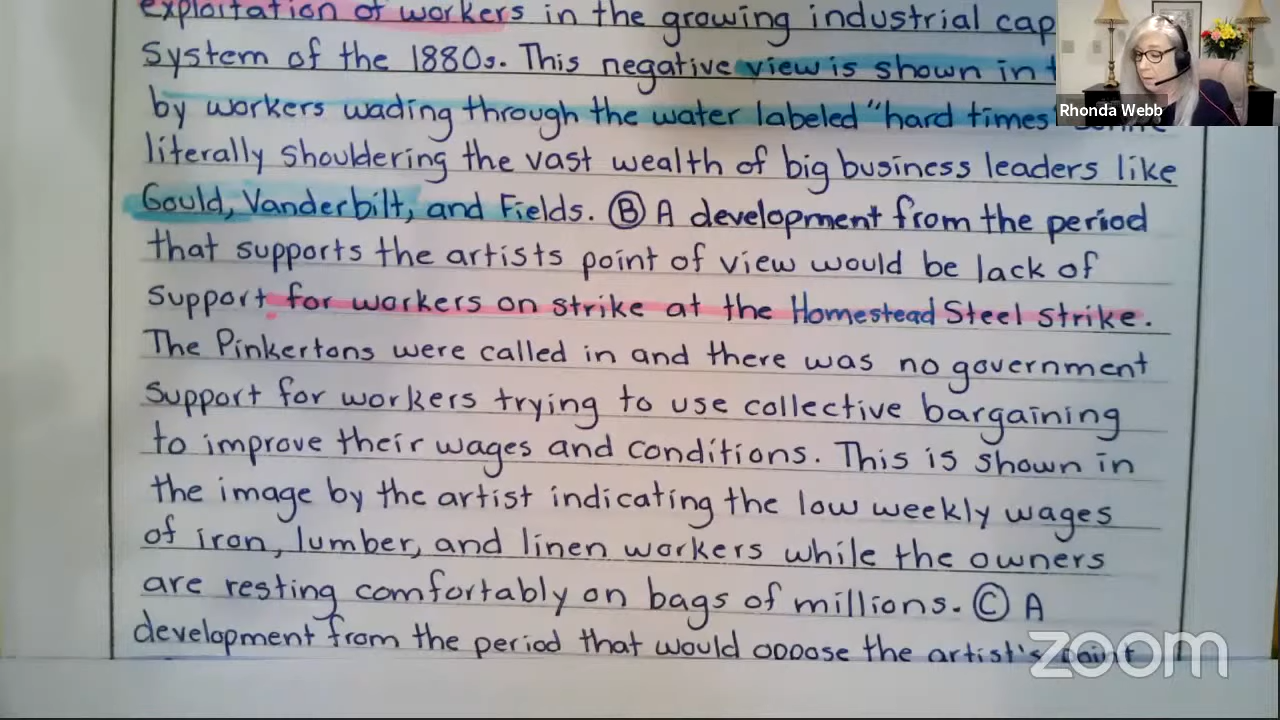 exploitation of workers in the growing industrial cap
system of the 1880s. This negative view is shown in
by workers wading through the water labeled "hard times"
literally shouldering the vast wealth of big business leaders like
Gould, Vanderbilt, and Fields. Ⓑ A development from the period
that supports the artists point of view would be lack of
support for workers on strike at the Homestead Steel strike.
The Pinkertons were called in and there was no government
support for workers trying to use collective bargaining
to improve their wages and conditions. This is shown in
the image by the artist indicating the low weekly wages
of iron, lumber, and linen workers while the owners
are resting comfortably on bags of millions. Ⓒ A
development from the period that would oppose the artist's point
Rhonda Webb
zoom